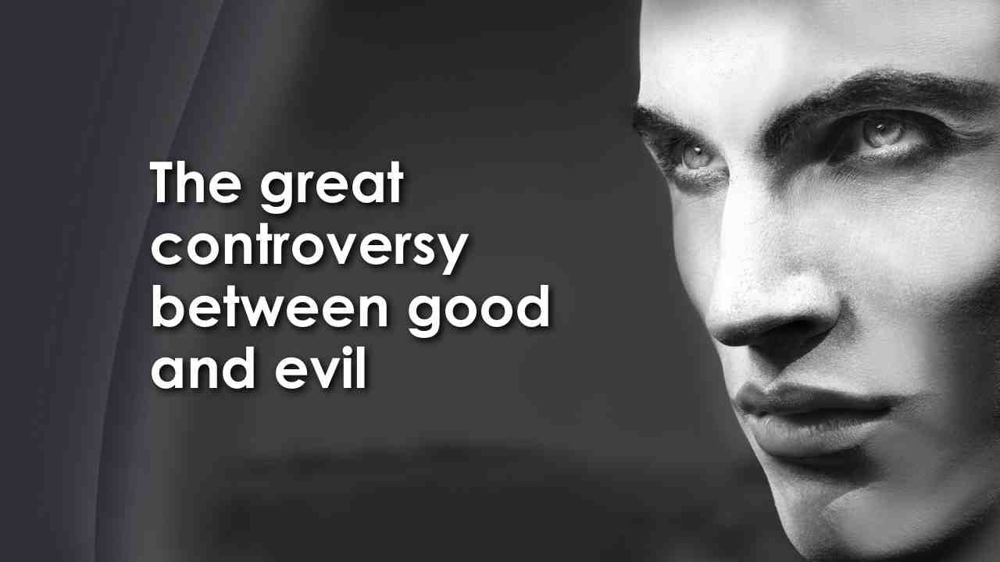 The great
controversy
between good
and evil